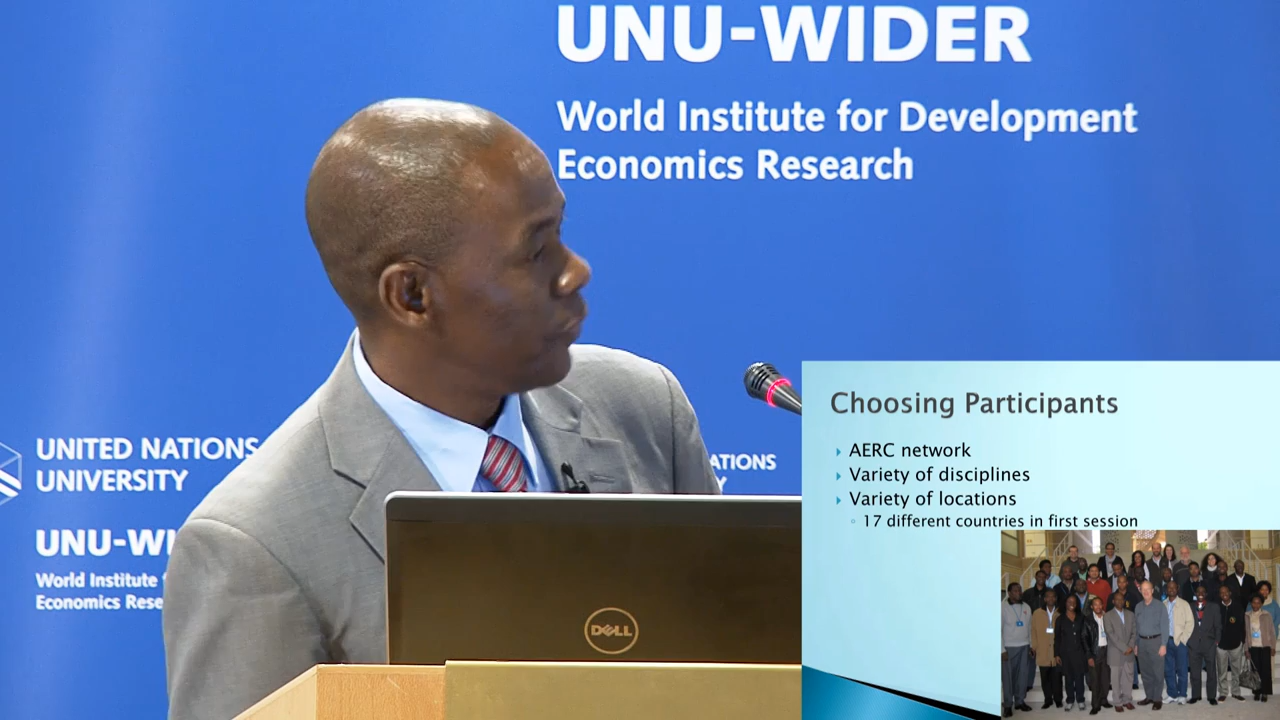 UNU-WIDER
World Institute for Development
Economics Research
UNITED NATIONS
UNIVERSITY
UNU-WI
World Institute
Economics Resea
ATIONS
Y
DELL
Choosing Participants
AERC network
Variety of disciplines
Variety of locations
17 different countries in first session